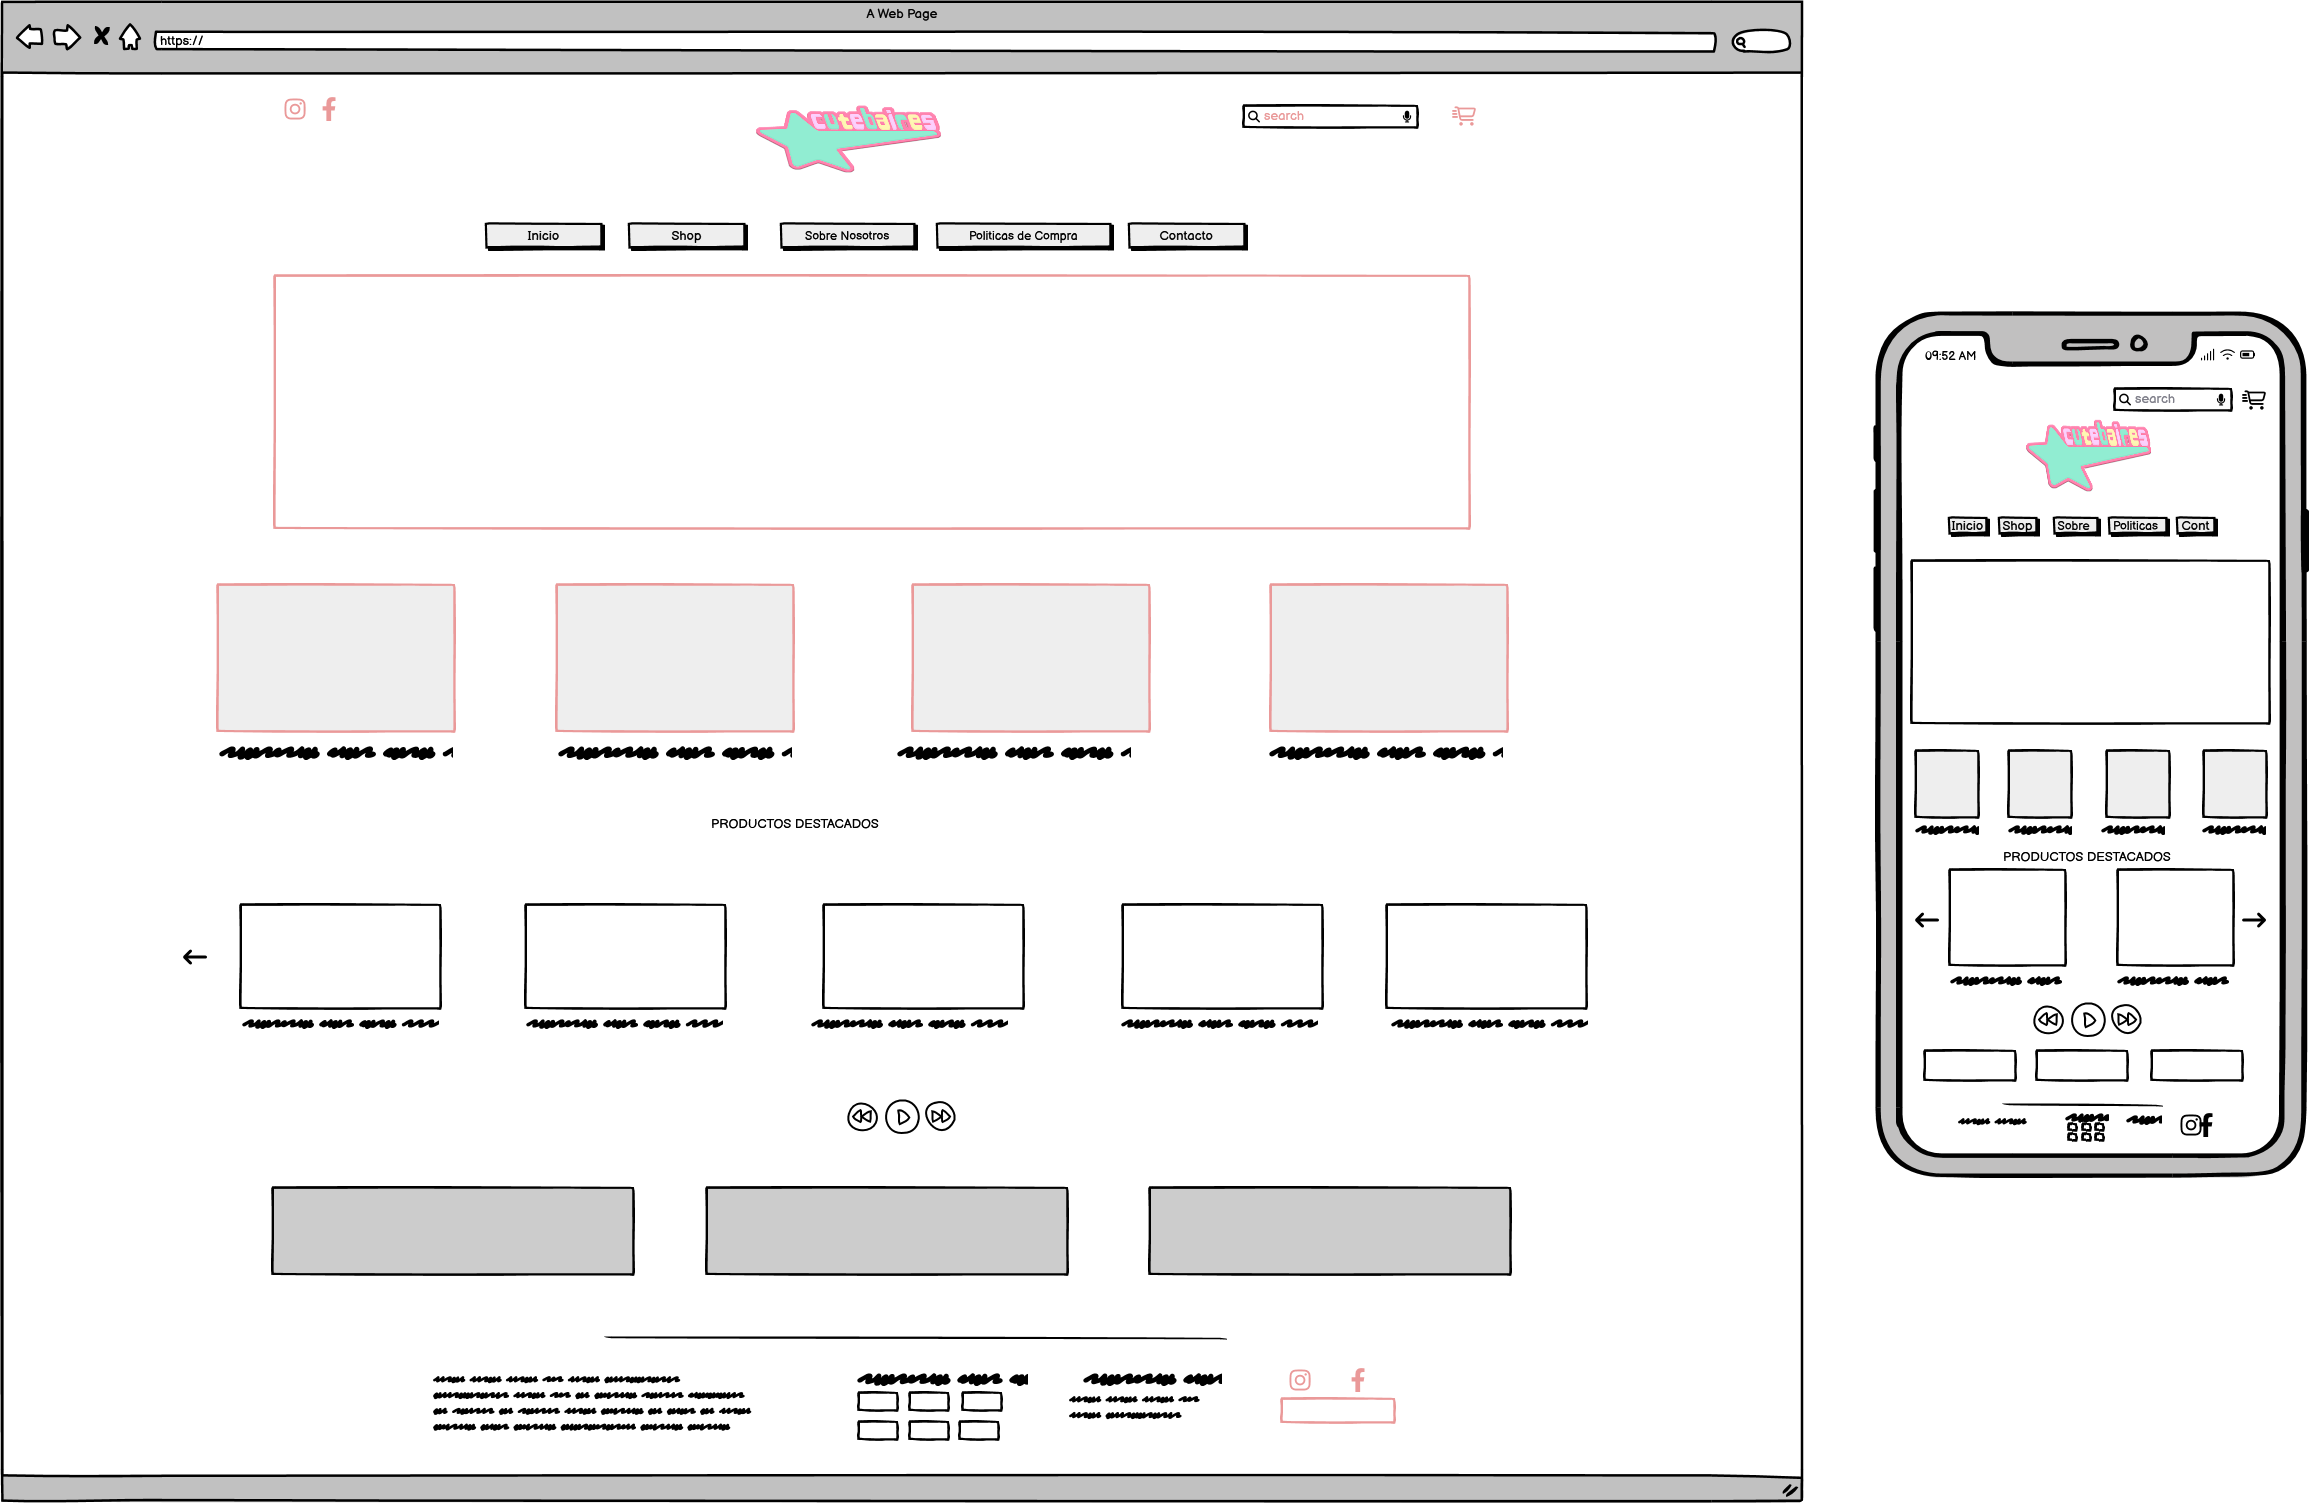 A Web Page
https://
cutebaires
search
Inicio
Shop
Sobre Nosotros
Politicas de Compra
Contacto
PRODUCTOS DESTACADOS
09:52 AM
search
cutebaires
Inicio
Shop
Sobre
Politicas
Cont
PRODUCTOS DESTACADOS